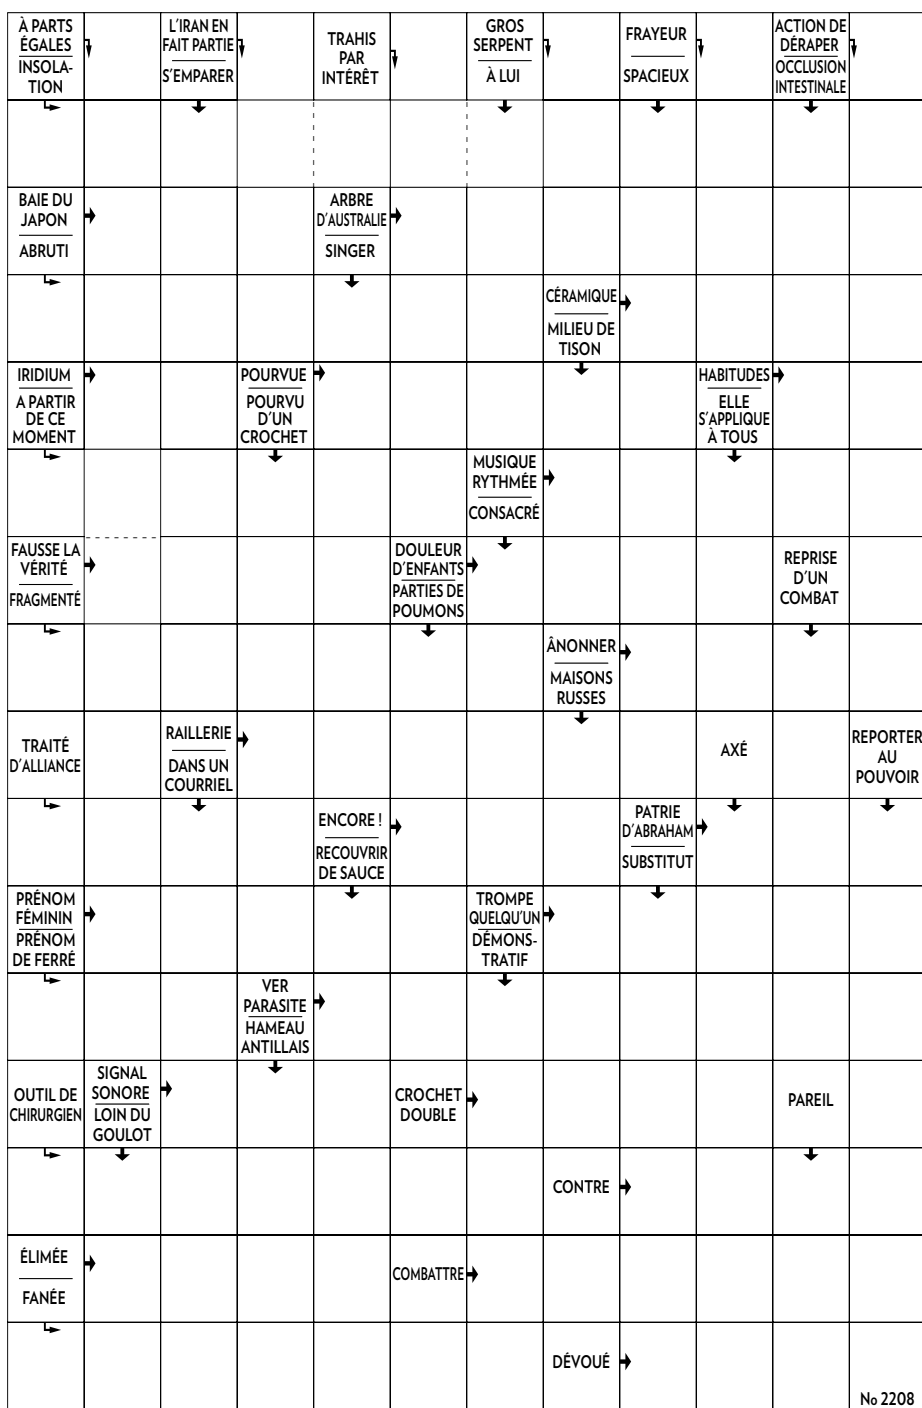 À PARTS
ÉGALES
INSOLA-
TION
L'IRAN EN
FAIT PARTIE
S'EMPARER
TRAHIS
PAR
INTÉRÊT
GROS
SERPENT
À LUI
FRAYEUR
SPACIEUX
ACTION DE
DÉRAPER
OCCLUSION
INTESTINALE
BAIE DU
JAPON
ABRUTI
ARBRE
D'AUSTRALIE
SINGER
CÉRAMIQUE
MILIEU DE
TISON
IRIDIUM
A PARTIR
DE CE
MOMENT
POURVUE
POURVU
D'UN
CROCHET
HABITUDES
ELLE
S'APPLIQUE
À TOUS
MUSIQUE
RYTHMÉE
CONSACRÉ
FAUSSE LA
VÉRITÉ
FRAGMENTÉ
DOULEUR
D'ENFANTS
PARTIES DE
POUMONS
REPRISE
D'UN
COMBAT
ÂNONNER
MAISONS
RUSSES
TRAITÉ
D'ALLIANCE
RAILLERIE
DANS UN
COURRIEL
AXÉ
REPORTER
AU
POUVOIR
ENCORE !
RECOUVRIR
DE SAUCE
PATRIE
D'ABRAHAM
SUBSTITUT
PRÉNOM
FÉMININ
PRÉNOM
DE FERRÉ
TROMPE
QUELQU'UN
DÉMONS-
TRATIF
VER
PARASITE
HAMEAU
ANTILLAIS
OUTIL DE
CHIRURGIEN
SIGNAL
SONORE
LOIN DU
GOULOT
CROCHET
DOUBLE
PAREIL
CONTRE
ÉLIMÉE
FANÉE
COMBATTRE
DÉVOUÉ
No 2208